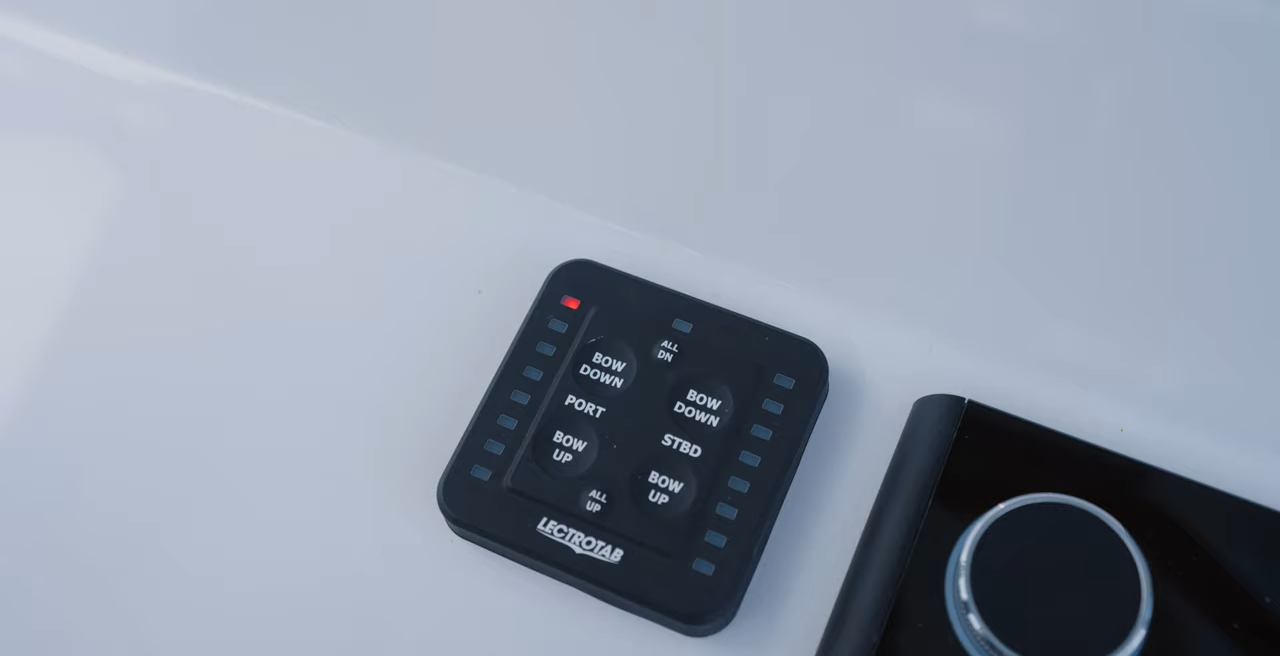 ALL
DN
BOW
DOWN
BOW
DOWN
PORT
STBD
BOW
UP
BOW
UP
ALL
UP
LECTROTAB